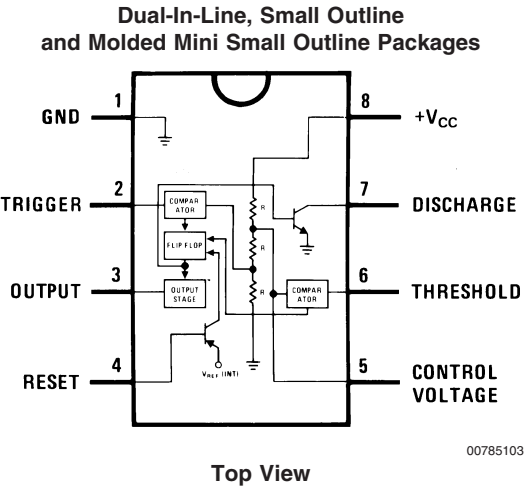 Dual-In-Line, Small Outline
and Molded Mini Small Outline Packages
1
GND
8
+VCC
2
TRIGGER
COMPAR
ATOR
R
7
DISCHARGE
FLIP FLOP
R
3
OUTPUT
OUTPUT
STAGE
R
COMPAR
ATOR
6
THRESHOLD
4
RESET
VREF (INT)
5
CONTROL
VOLTAGE
00785103
Top View